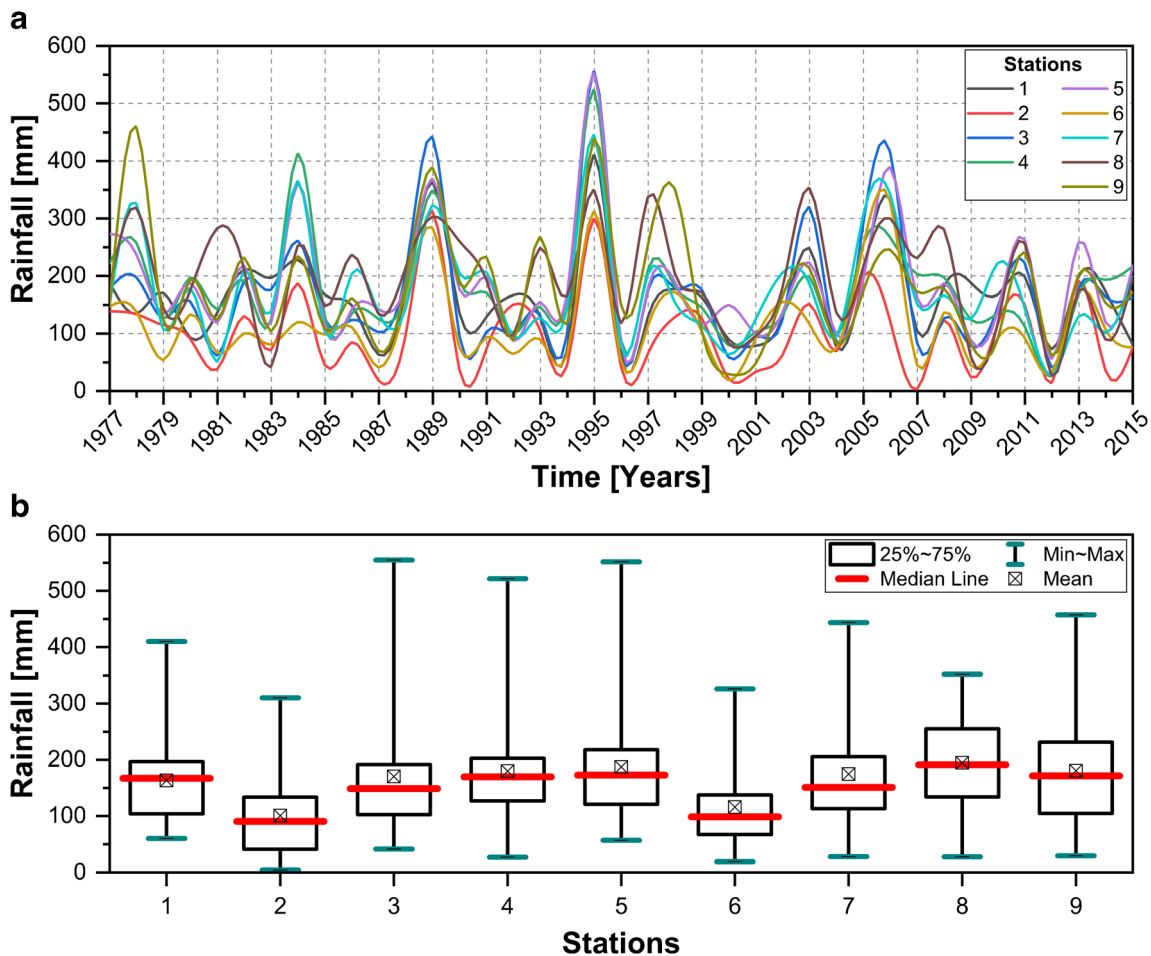 a
Rainfall [mm]
600
500
400
300
200
100
0
Stations
1 5
2 6
3 7
4 8
9
1977 1979 1981 1983 1985 1987 1989 1991 1993 1995 1997 1999 2001 2003 2005 2007 2009 2011 2013 2015
Time [Years]
b
Rainfall [mm]
600
500
400
300
200
100
0
25%~75% Min~Max
Median Line Mean
1 2 3 4 5 6 7 8 9
Stations